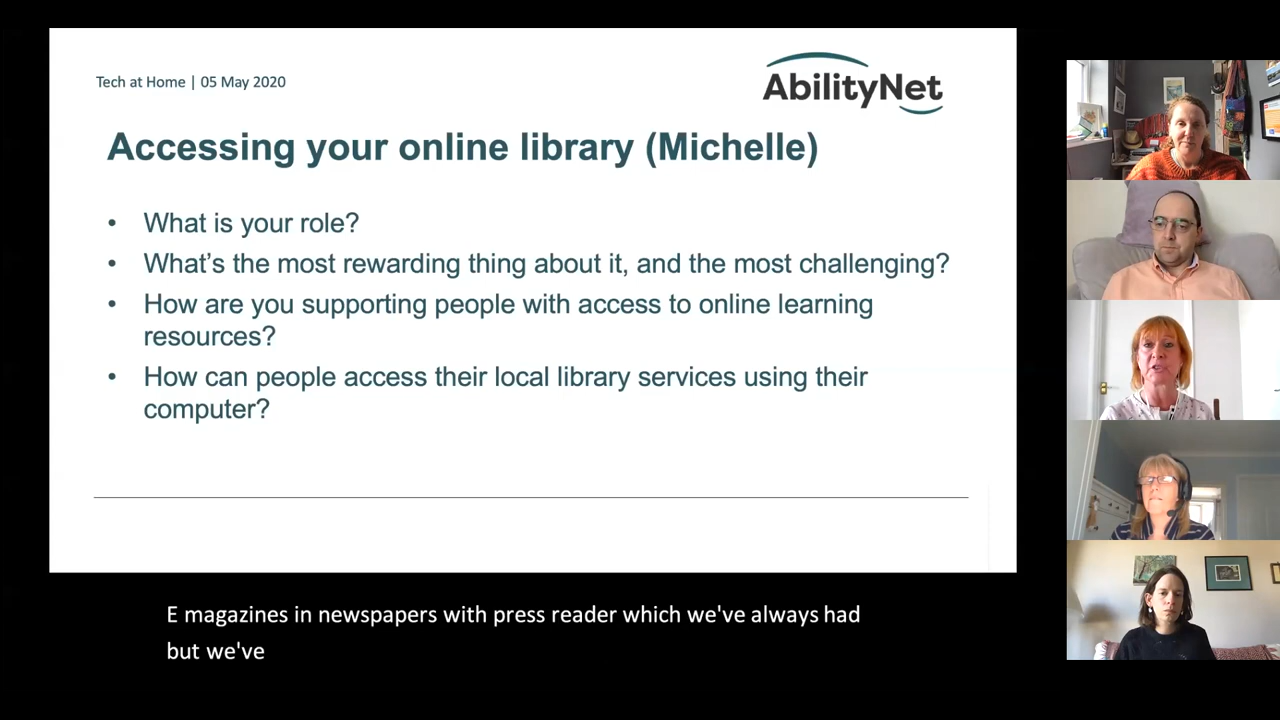 Tech at Home | 05 May 2020
AbilityNet
Accessing your online library (Michelle)
• What is your role?
• What's the most rewarding thing about it, and the most challenging?
• How are you supporting people with access to online learning
resources?
• How can people access their local library services using their
computer?
E magazines in newspapers with press reader which we've always had
but we've